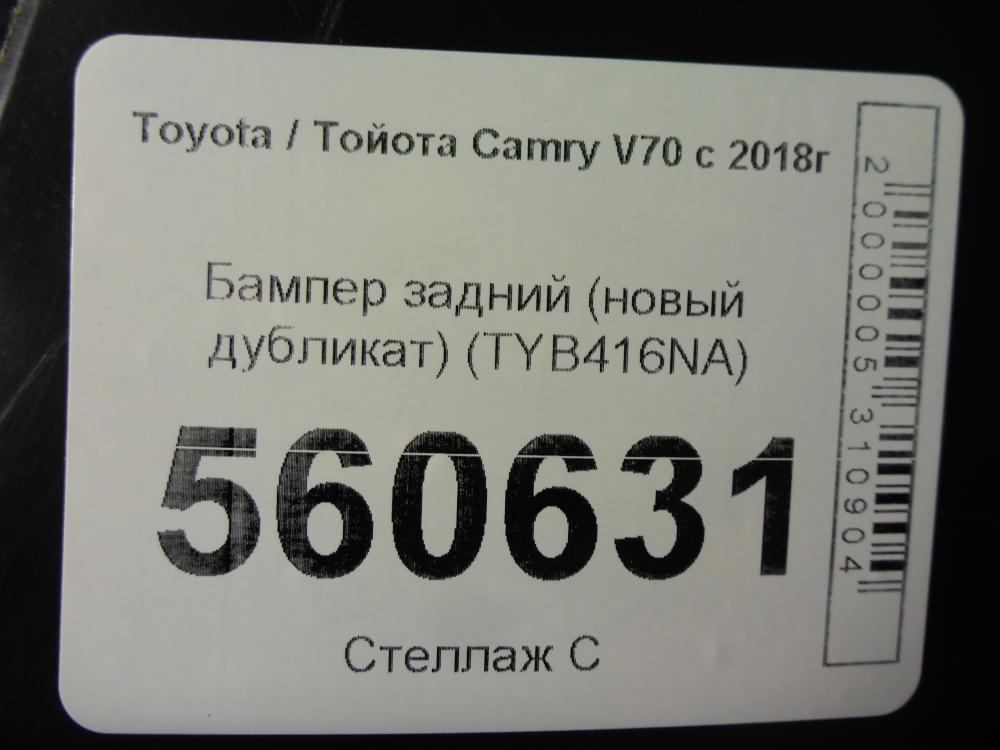 Toyota / Тойота Camry V70 с 2018г
Бампер задний (новый
дубликат) (TYB416NA)
560631
Стеллаж С
2000005310904